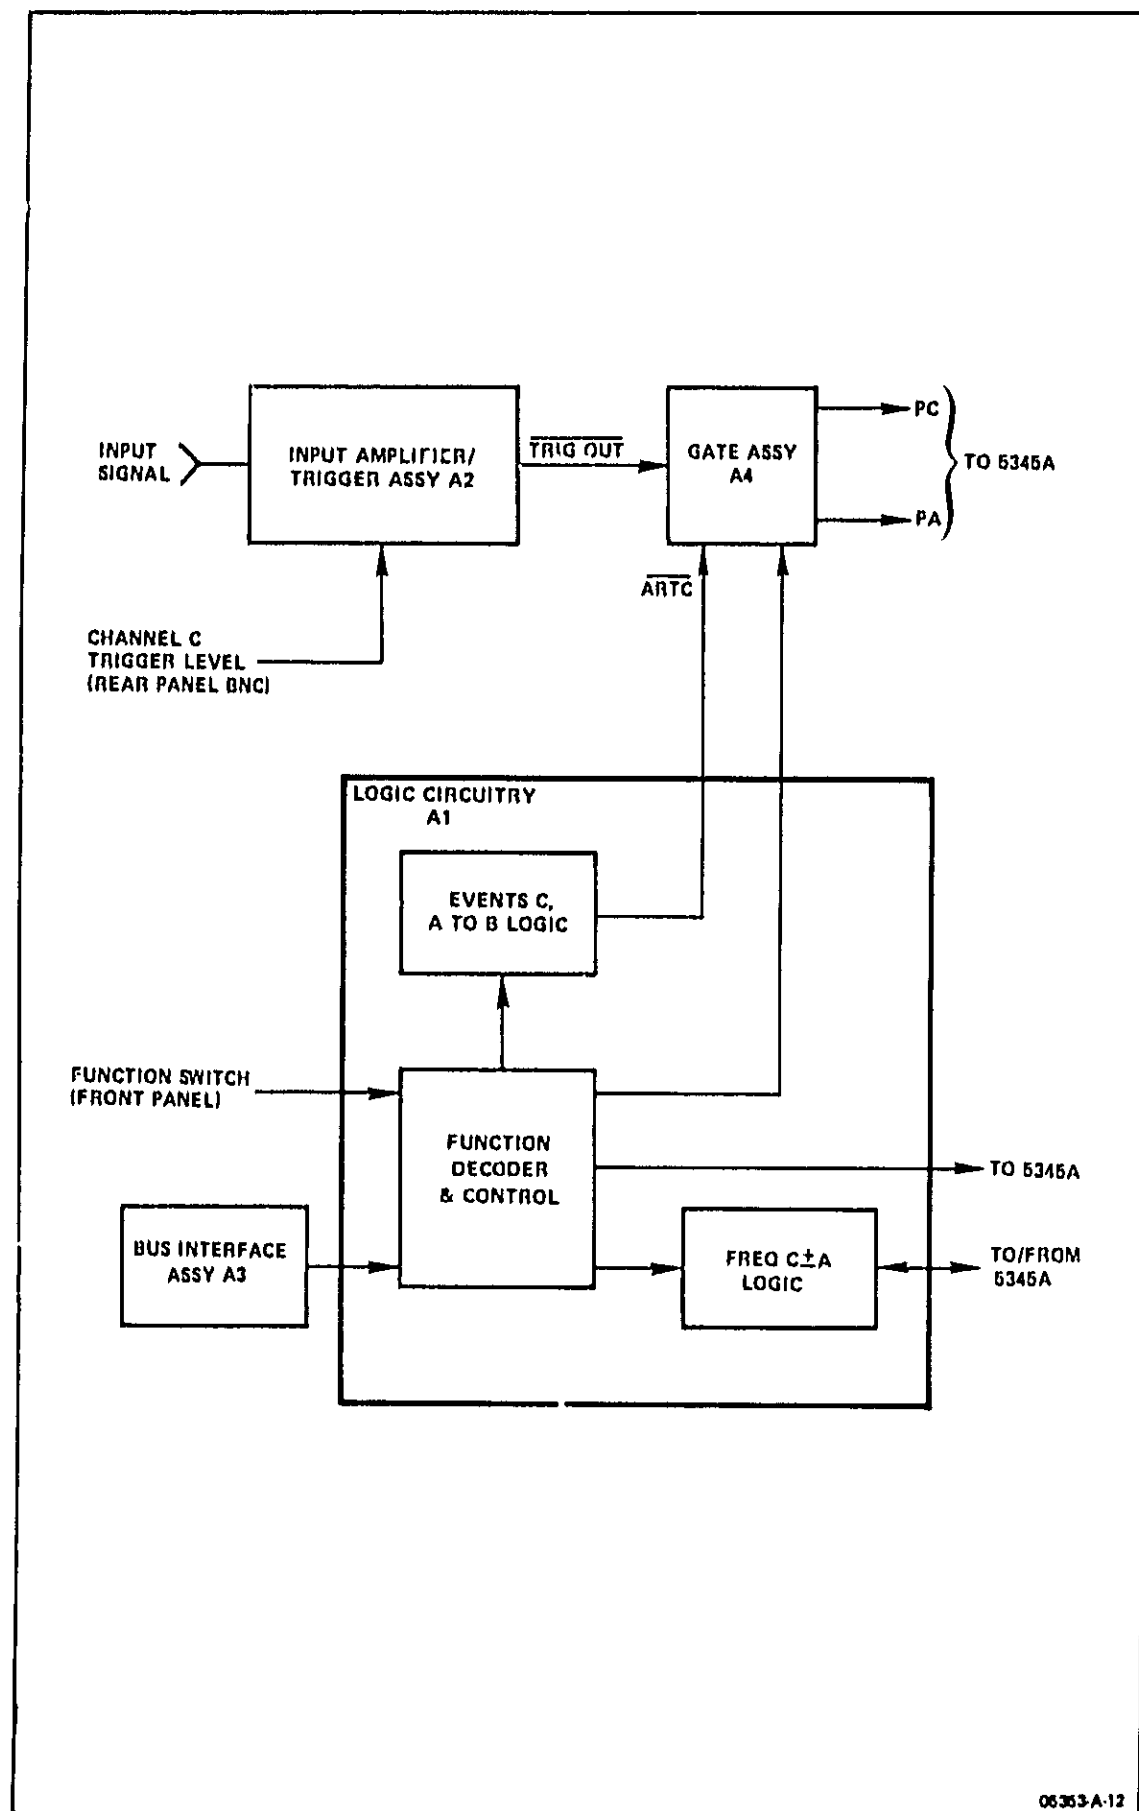 INPUT
SIGNAL
INPUT AMPLIFIER/
TRIGGER ASSY A2
TRIG OUT
GATE ASSY
A4
PC
PA
TO 5345A
ARTC
CHANNEL C
TRIGGER LEVEL
(REAR PANEL BNC)
LOGIC CIRCUITRY
A1
EVENTS C,
A TO B LOGIC
FUNCTION SWITCH
(FRONT PANEL)
FUNCTION
DECODER
& CONTROL
TO 5345A
BUS INTERFACE
ASSY A3
FREQ C±A
LOGIC
TO/FROM
5345A
05353-A-12